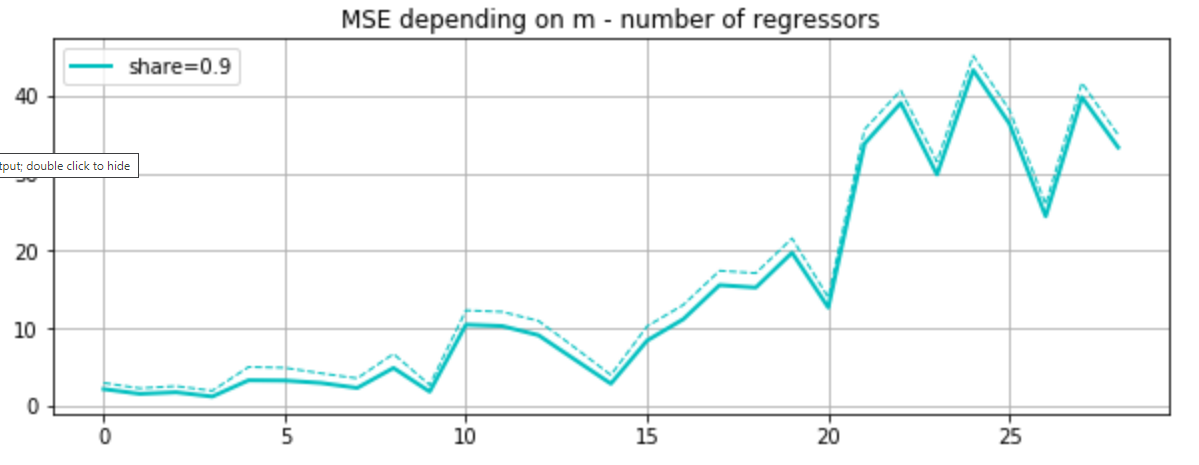 MSE depending on m - number of regressors
share=0.9
40
tput; double click to hide
20
10
0
0 5 10 15 20 25